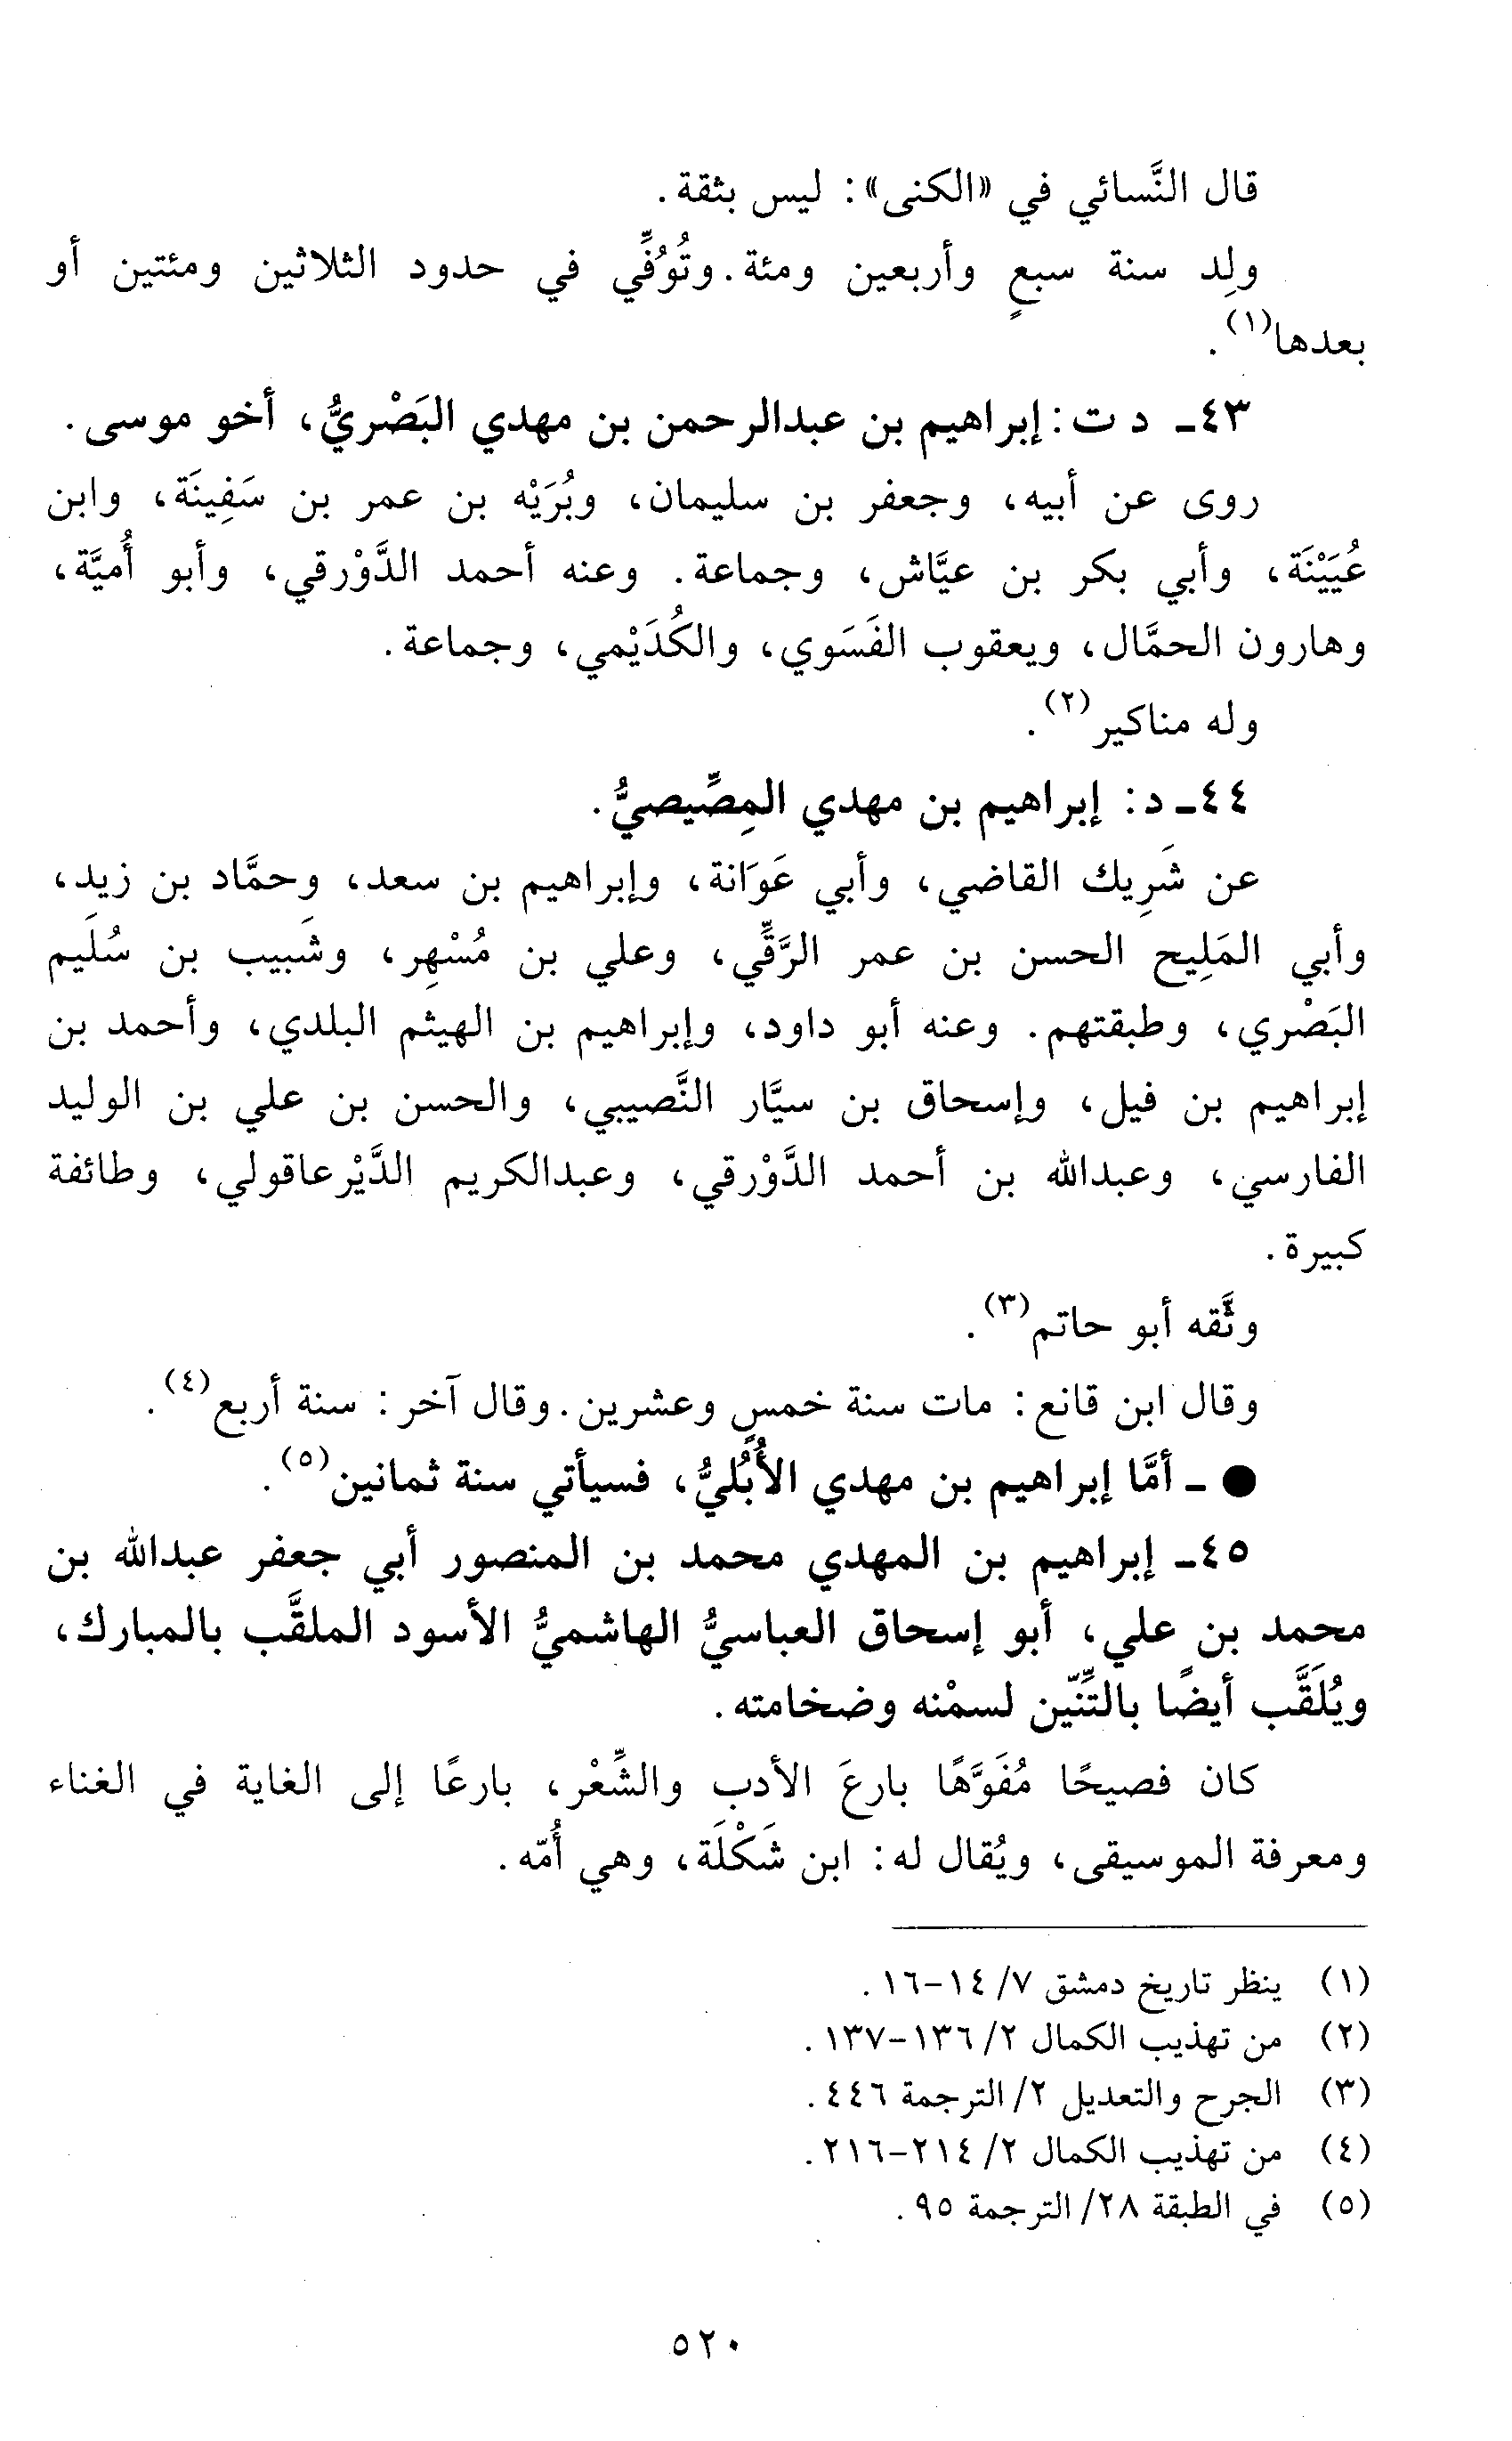 قال النَّسائي في «الكنى»: ليس بثقة.
ولِد سنة سبعٍ وأربعين ومئة. وتُوُفِّي في حدود الثلاثين ومئتين أو
بعدها(١).
٤٣ـ د ت: إبراهيم بن عبدالرحمن بن مهدي البَصْريُّ، أخو موسى.
روى عن أبيه، وجعفر بن سليمان، وبُرَيْه بن عمر بن سَفِينَة، وابن
عُيَيْنَة، وأبي بكر بن عيَّاش، وجماعة. وعنه أحمد الدَّوْرقي، وأبو أُميَّة،
وهارون الحمَّال، ويعقوب الفَسَوي، والكُدَيْمي، وجماعة.
وله مناكير(٢).
٤٤ـ د: إبراهيم بن مهدي المِصِّيصيُّ.
عن شَرِيك القاضي، وأبي عَوَانة، وإبراهيم بن سعد، وحمَّاد بن زيد،
وأبي المَلِيح الحسن بن عمر الرَّقِّي، وعلي بن مُسْهِر، وشَبيب بن سُلَيم
البَصْري، وطبقتهم. وعنه أبو داود، وإبراهيم بن الهيثم البلدي، وأحمد بن
إبراهيم بن فيل، وإسحاق بن سيَّار النَّصيبي، والحسن بن علي بن الوليد
الفارسي، وعبدالله بن أحمد الدَّوْرقي، وعبدالكريم الدَّيْرعاقولي، وطائفة
كبيرة.
وثَّقه أبو حاتم(٣).
وقال ابن قانع: مات سنة خمسٍ وعشرين. وقال آخر: سنة أربع(٤).
● ـ أمَّا إبراهيم بن مهدي الأُبُلِّيُّ، فسيأتي سنة ثمانين(٥).
٤٥ـ إبراهيم بن المهدي محمد بن المنصور أبي جعفر عبدالله بن
محمد بن علي، أبو إسحاق العباسيُّ الهاشميُّ الأسود الملقَّب بالمبارك،
ويُلَقَّب أيضًا بالتِّنّين لسمْنه وضخامته.
كان فصيحًا مُفَوَّهًا بارعَ الأدب والشِّعْر، بارعًا إلى الغاية في الغناء
ومعرفة الموسيقى، ويُقال له: ابن شَكْلَة، وهي أُمّه.
(١) ينظر تاريخ دمشق ٧/ ١٤-١٦.
(٢) من تهذيب الكمال ٢/ ١٣٦-١٣٧.
(٣) الجرح والتعديل ٢/ الترجمة ٤٤٦.
(٤) من تهذيب الكمال ٢/ ٢١٤-٢١٦.
(٥) في الطبقة ٢٨/ الترجمة ٩٥.
٥٢٠